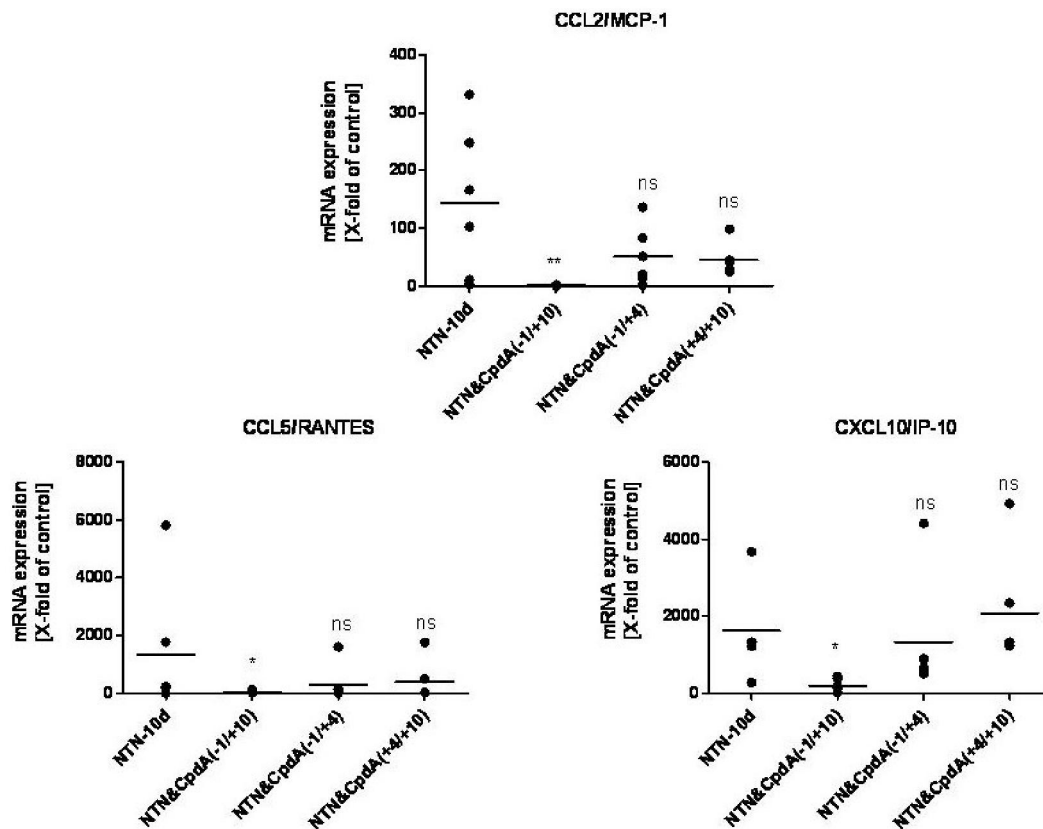 CCL2/MCP-1
mRNA expression
[X-fold of control]
400
300
200
100
0
**
ns
ns
NTN-10d
NTN&CpdA(-1/+10)
NTN&CpdA(-1/+4)
NTN&CpdA(+4/+10)
CCL5/RANTES
mRNA expression
[X-fold of control]
8000
6000
4000
2000
0
*
ns
ns
NTN-10d
NTN&CpdA(-1/+10)
NTN&CpdA(-1/+4)
NTN&CpdA(+4/+10)
CXCL10/IP-10
mRNA expression
[X-fold of control]
6000
4000
2000
0
*
ns
ns
NTN-10d
NTN&CpdA(-1/+10)
NTN&CpdA(-1/+4)
NTN&CpdA(+4/+10)